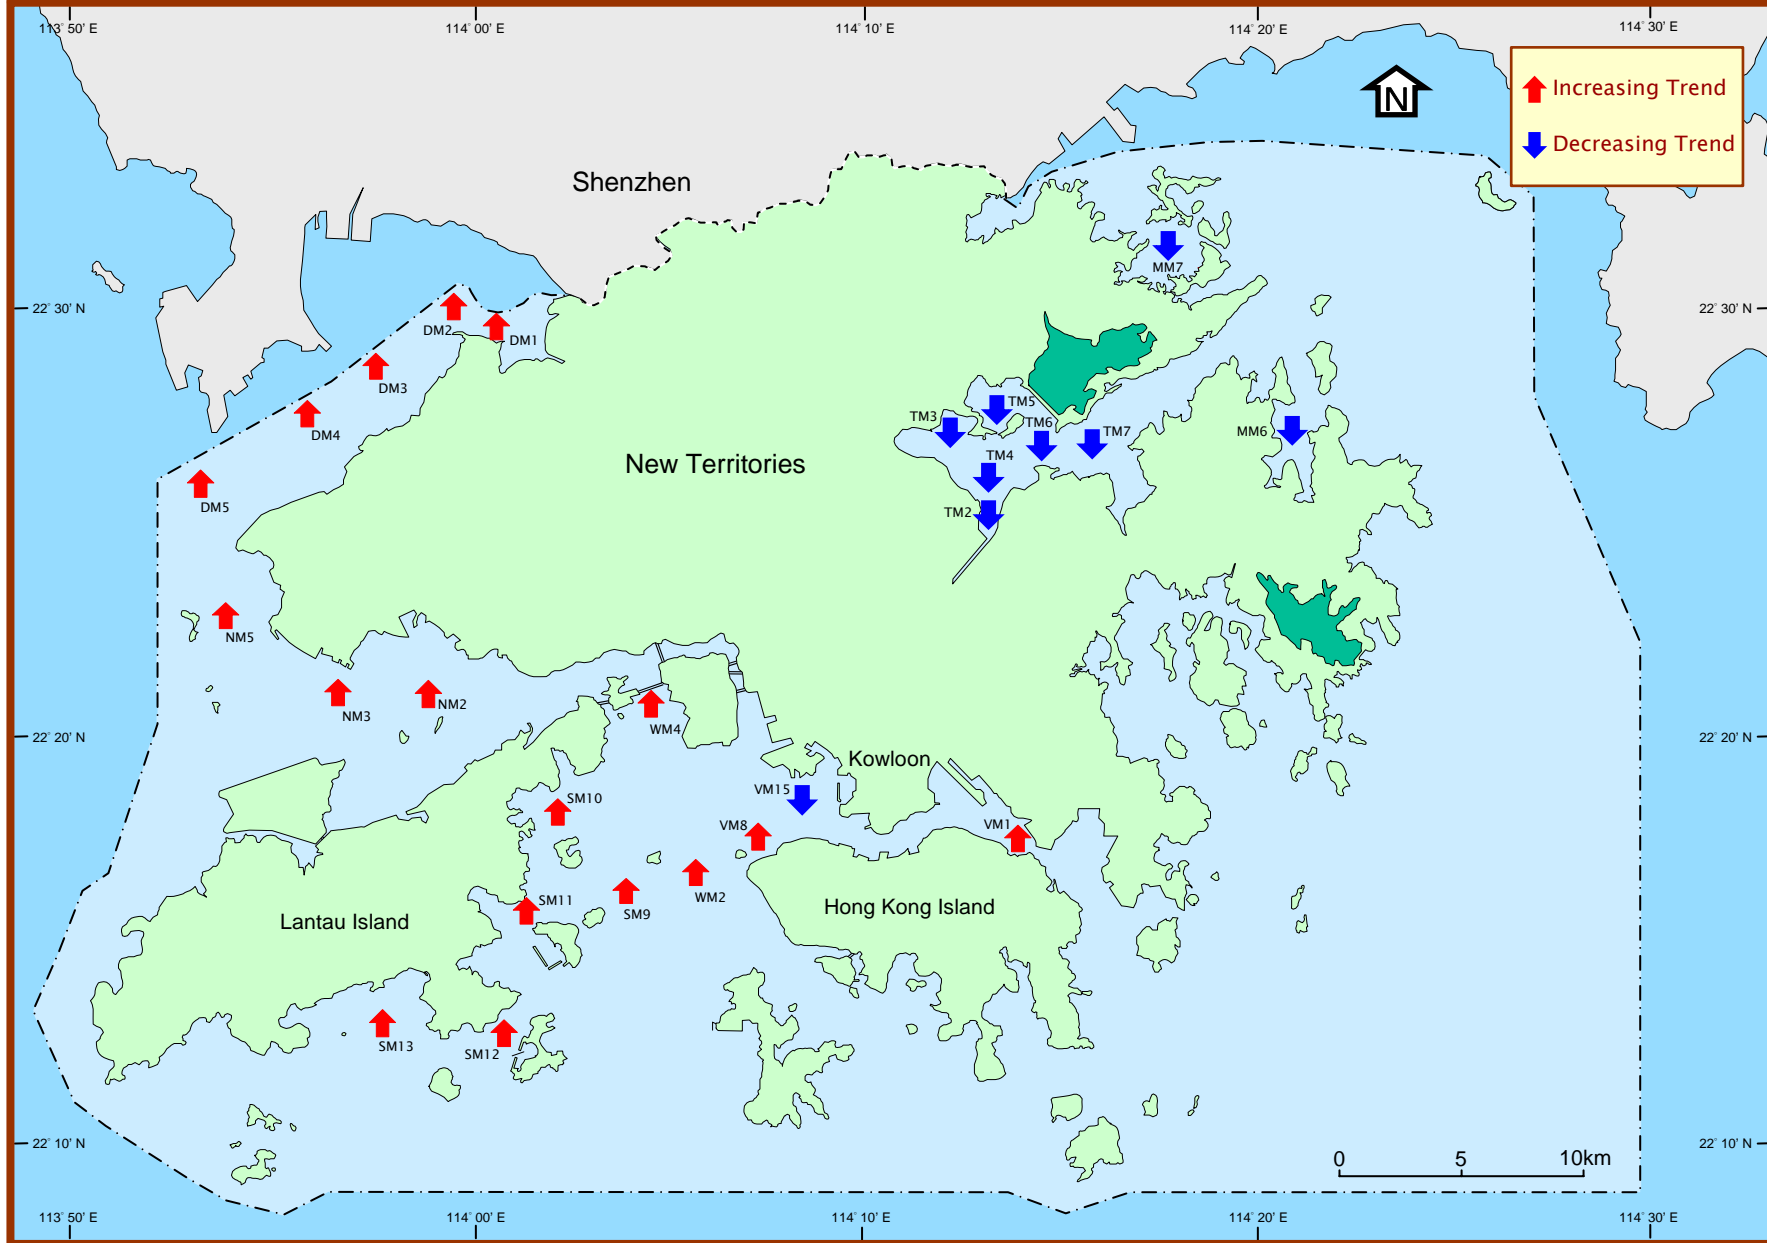 113° 50' E
114° 00' E
114° 10' E
114° 20' E
114° 30' E
Increasing Trend
N
Decreasing Trend
Shenzhen
MM7
22° 30' N
22° 30' N
DM2
DM1
DM3
DM4
TM5
TM3
TM6
TM7
MM6
TM4
New Territories
DM5
TM2
NM5
NM3
NM2
WM4
22° 20' N
22° 20' N
Kowloon
VM15
SM10
VM8
VM1
WM2
SM11
SM9
Hong Kong Island
Lantau Island
SM13
SM12
22° 10' N
22° 10' N
0
5
10km
113° 50' E
114° 00' E
114° 10' E
114° 20' E
114° 30' E